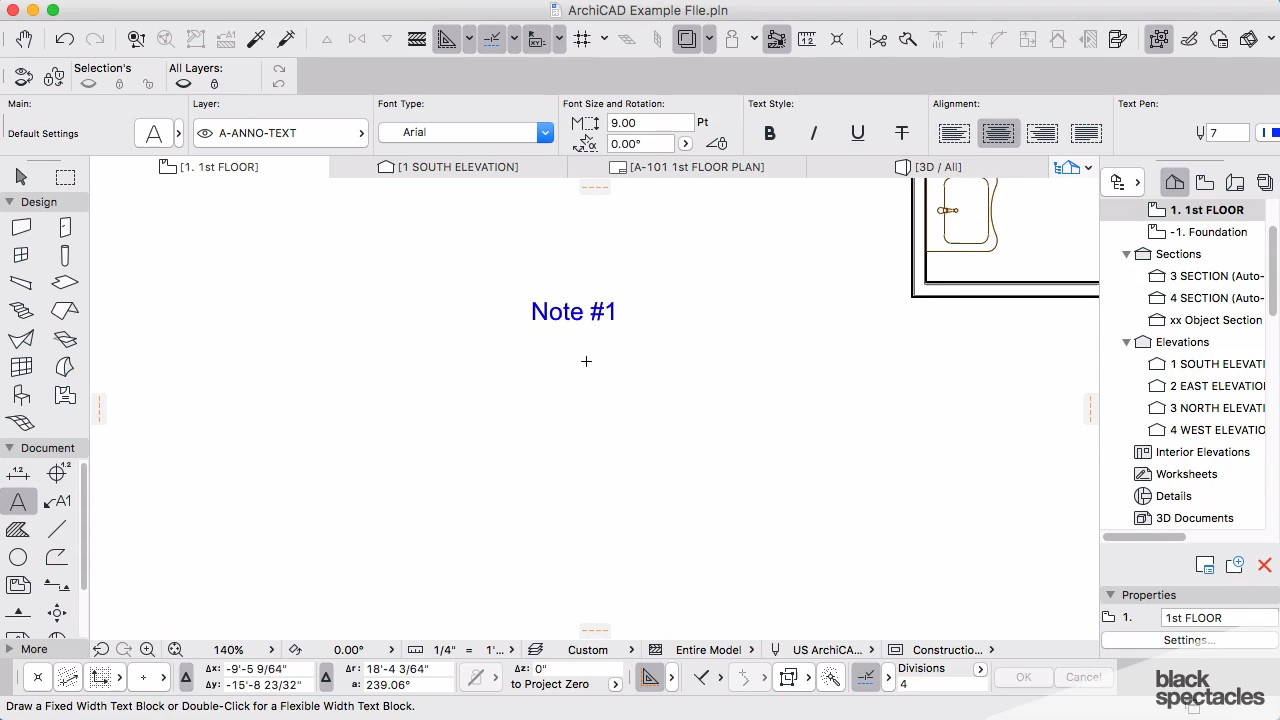 ArchiCAD Example FIle.pln
Selection's
All Layers:
Main:
Layer:
Font Type:
Font Size and Rotation:
Text Style:
Alignment:
Text Pen:
Default Settings
A-ANNO-TEXT
Arial
9.00
Pt
0.00°
B I U T
7
[1. 1st FLOOR]
[1 SOUTH ELEVATION]
[A-101 1st FLOOR PLAN]
[3D / All]
Design
1. 1st FLOOR
-1. Foundation
Sections
3 SECTION (Auto-
4 SECTION (Auto-
xx Object Section
Elevations
1 SOUTH ELEVATI
2 EAST ELEVATIO
3 NORTH ELEVATI
4 WEST ELEVATIO
Interior Elevations
Worksheets
Details
3D Documents
Note #1
Document
1.2
1.2
A
A1
More
Properties
1.
1st FLOOR
Settings...
140%
0.00°
1/4" = 1'...
Custom
Entire Model
US ArchiCA...
Constructio...
Δx: -9'-5 9/64"
Δy: -15'-8 23/32"
Δr: 18'-4 3/64"
a: 239.06°
Δz: 0"
to Project Zero
Divisions
4
OK
Cancel
Draw a Fixed Width Text Block or Double-Click for a Flexible Width Text Block.
black
spectacles